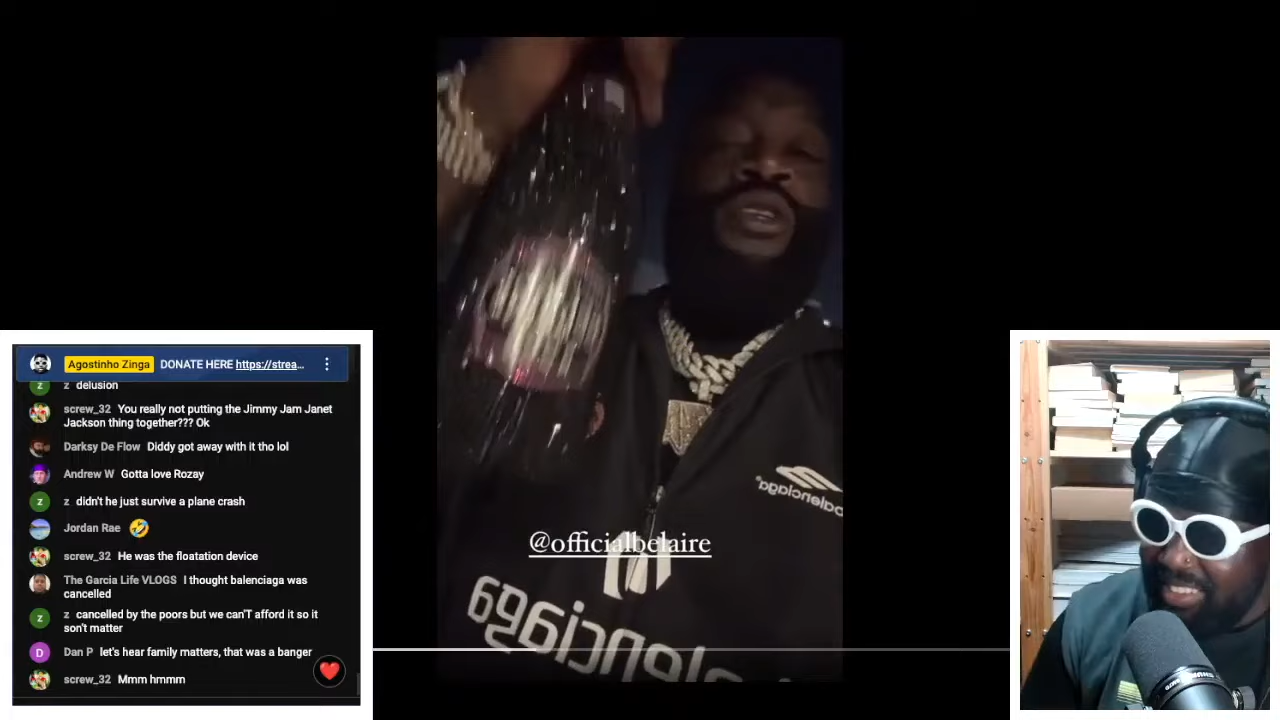 Agostinho Zinga DONATE HERE https://strea...
z delusion
screw_32 You really not putting the Jimmy Jam Janet
Jackson thing together??? Ok
Darksy De Flow Diddy got away with it tho lol
Andrew W Gotta love Rozay
z didn't he just survive a plane crash
Jordan Rae 🤣
screw_32 He was the floatation device
The Garcia Life VLOGS I thought balenciaga was
cancelled
z cancelled by the poors but we can'T afford it so it
son't matter
Dan P let's hear family matters, that was a banger
screw_32 Mmm hmmm
@officialbelaire
balenciaga
balenciaga